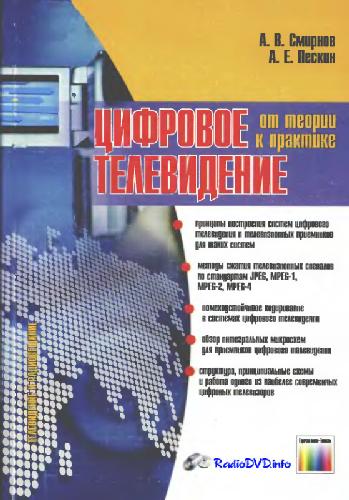 А. В. Смирнов
А. Е. Пескин
ЦИФРОВОЕ
ТЕЛЕВИДЕНИЕ
от теории
к практике
принципы построения систем цифрового
телевидения и телевизионных приемников
для таких систем
методы сжатия телевизионных сигналов
по стандартам JPEG, MPEG-1,
MPEG-2, MPEG-4
помехоустойчивое кодирование
в системах цифрового телевидения
обзор интегральных микросхем
для приемников цифрового телевидения
структура, принципиальные схемы
и работа одного из наиболее современных
цифровых телевизоров
RadioDVD.info